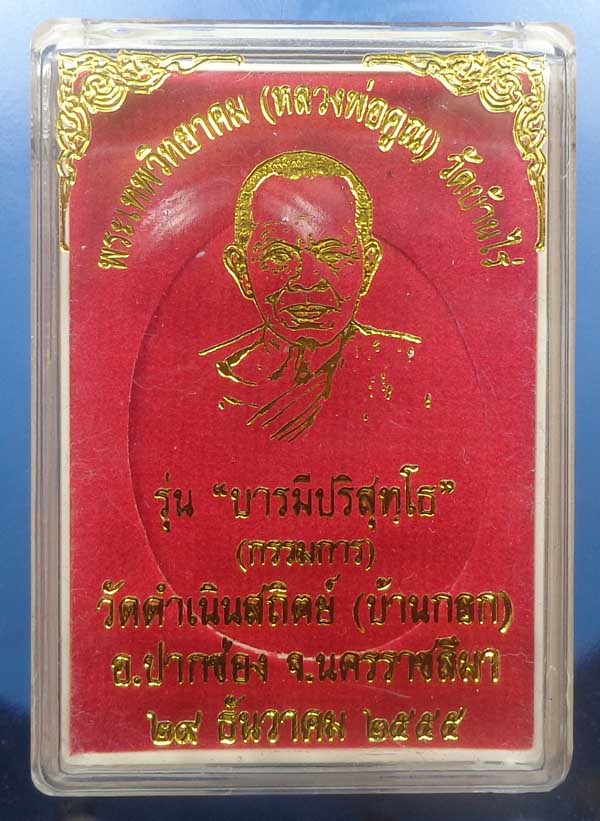 พระเทพวิทยาคม (หลวงพ่อคูณ) วัดบ้านไร่
รุ่น “บารมีปริสุทฺโธ”
(กรรมการ)
วัดดำเนินสถิตย์ (บ้านกอก)
อ.ปากช่อง จ.นครราชสีมา
๒๙ ธันวาคม ๒๕๕๕